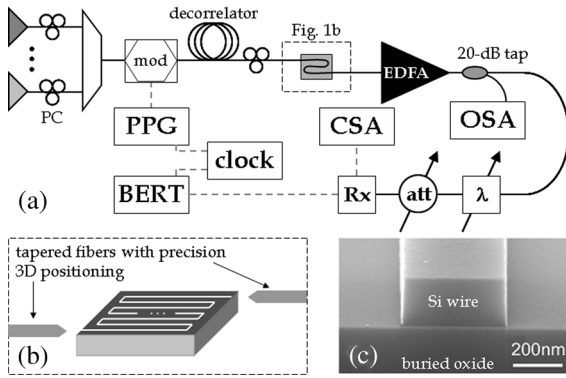 decorrelator
Fig. 1b
20-dB tap
mod
EDFA
PC
PPG
CSA
OSA
clock
BERT
Rx
att
λ
(a)
tapered fibers with precision
3D positioning
(b)
Si wire
(c)
200nm
buried oxide